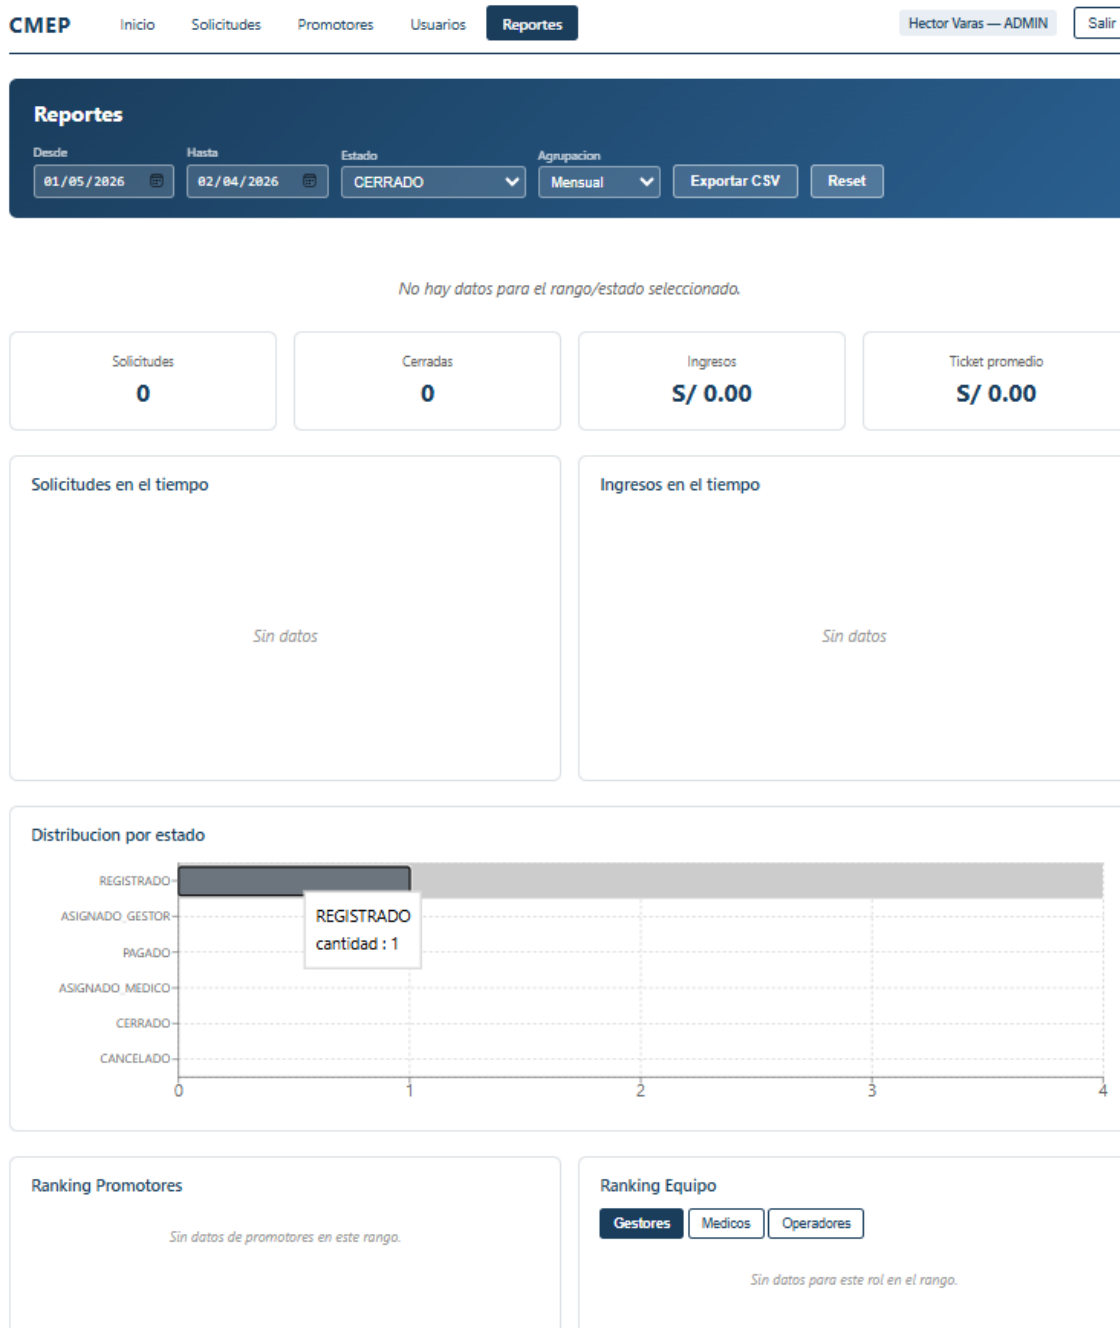 CMEP Inicio Solicitudes Promotores Usuarios Reportes Hector Varas — ADMIN Salir
Reportes
Desde Hasta Estado Agrupacion
01/05/2026 02/04/2026 CERRADO Mensual Exportar CSV Reset
No hay datos para el rango/estado seleccionado.
Solicitudes Cerradas Ingresos Ticket promedio
0 0 S/ 0.00 S/ 0.00
Solicitudes en el tiempo Ingresos en el tiempo
Sin datos Sin datos
Distribucion por estado
REGISTRADO
ASIGNADO_GESTOR
PAGADO
ASIGNADO_MEDICO
CERRADO
CANCELADO
REGISTRADO
cantidad : 1
0 1 2 3 4
Ranking Promotores
Sin datos de promotores en este rango.
Ranking Equipo
Gestores Medicos Operadores
Sin datos para este rol en el rango.